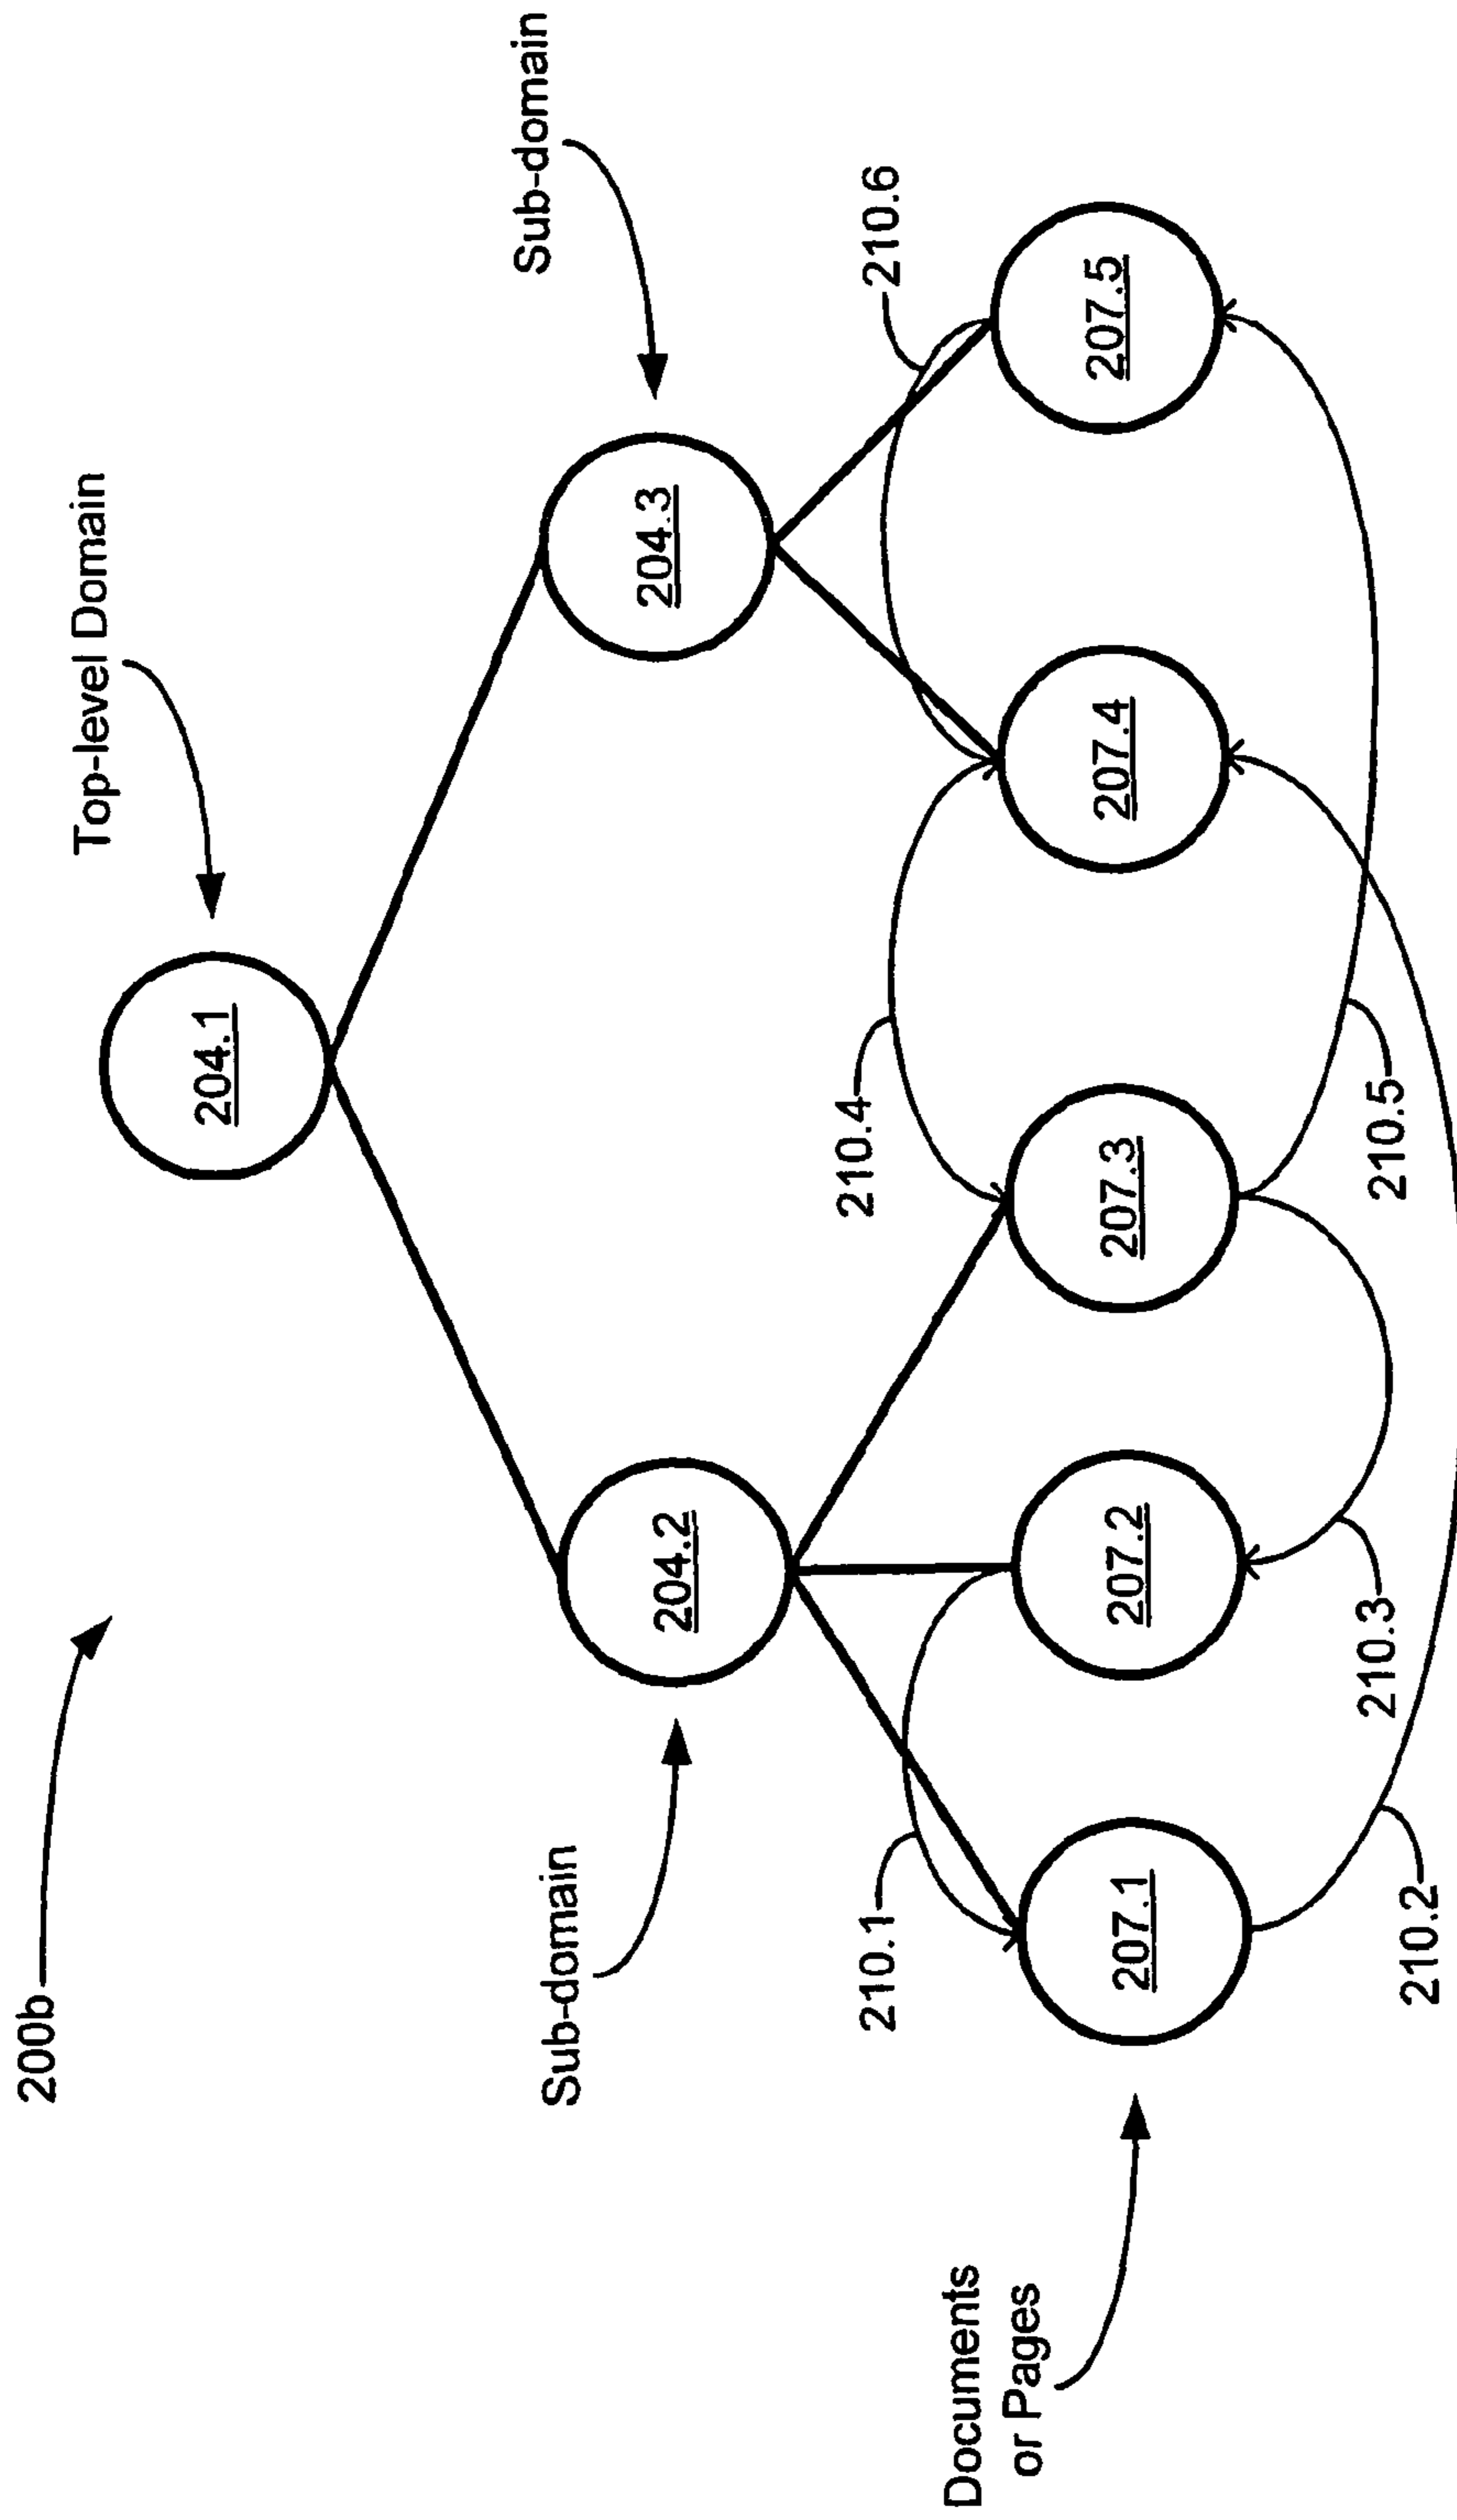 200b
Top-level Domain
204.1
Sub-domain
Sub-domain
204.2
204.3
Documents
or Pages
210.1
210.4
210.6
207.1
207.2
207.3
207.4
207.5
210.2
210.3
210.5